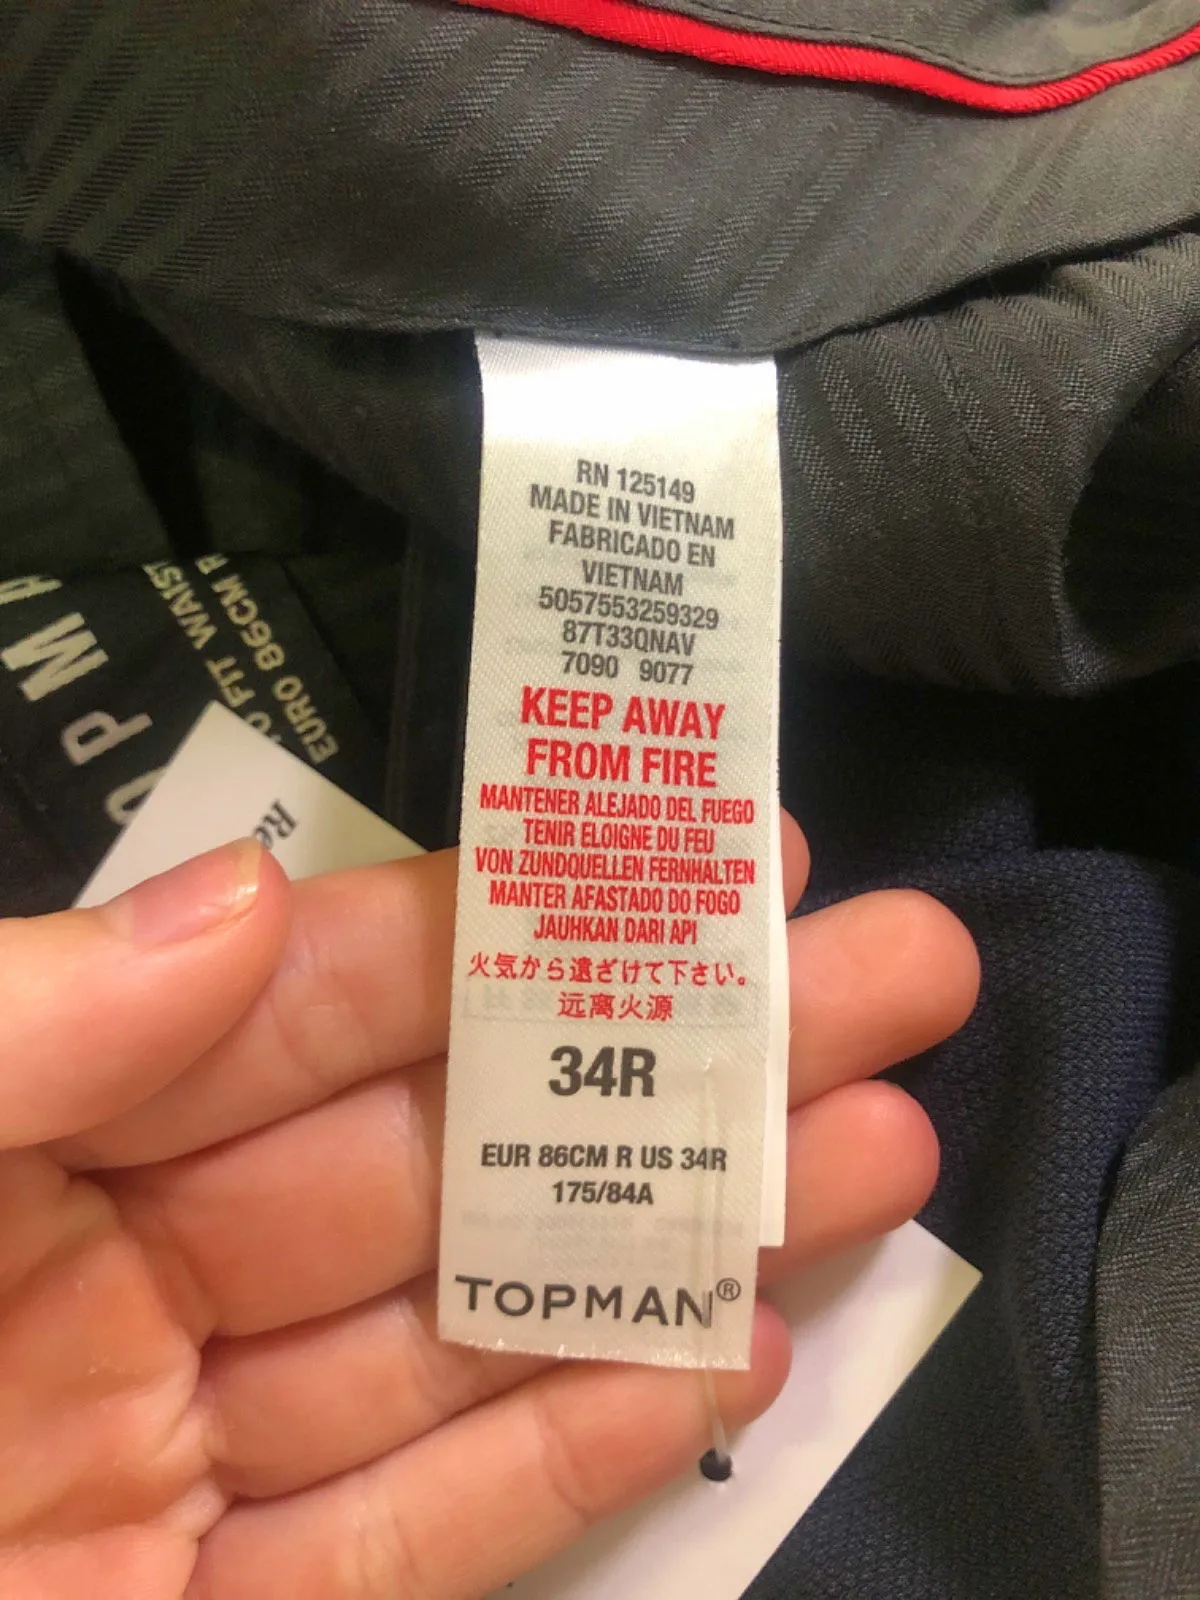 RN 125149
MADE IN VIETNAM
FABRICADO EN
VIETNAM
5057553259329
87T33QNAV
7090 9077
KEEP AWAY
FROM FIRE
MANTENER ALEJADO DEL FUEGO
TENIR ELOIGNE DU FEU
VON ZUNDQUELLEN FERNHALTEN
MANTER AFASTADO DO FOGO
JAUHKAN DARI API
火気から遠ざけて下さい。
远离火源
34R
EUR 86CM R US 34R
175/84A
TOPMAN®
FIT WAIST
EURO 86CM R